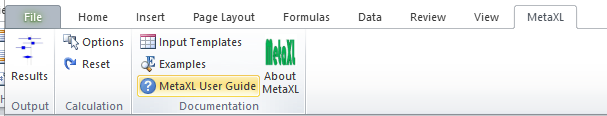 File Home Insert Page Layout Formulas Data Review View MetaXL
Results
Output
Options
Reset
Calculation
Input Templates
Examples
MetaXL User Guide
MetaXL
About
MetaXL
Documentation